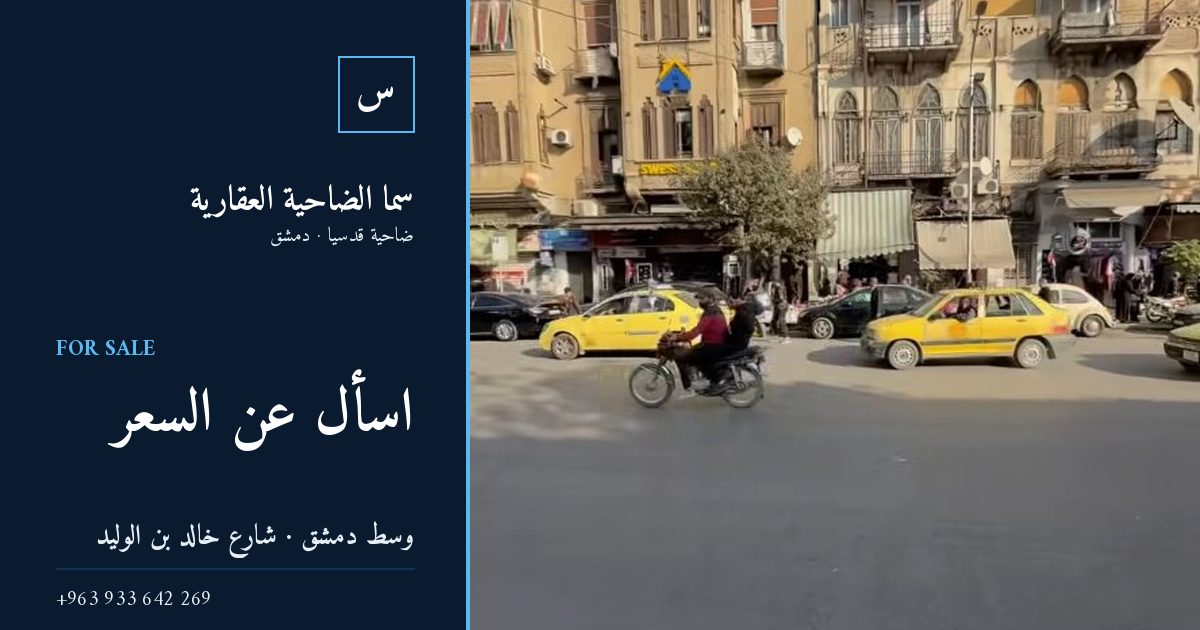 س
سما الضاحية العقارية
ضاحية قدسيا · دمشق
FOR SALE
اسأل عن السعر
وسط دمشق · شارع خالد بن الوليد
+963 933 642 269